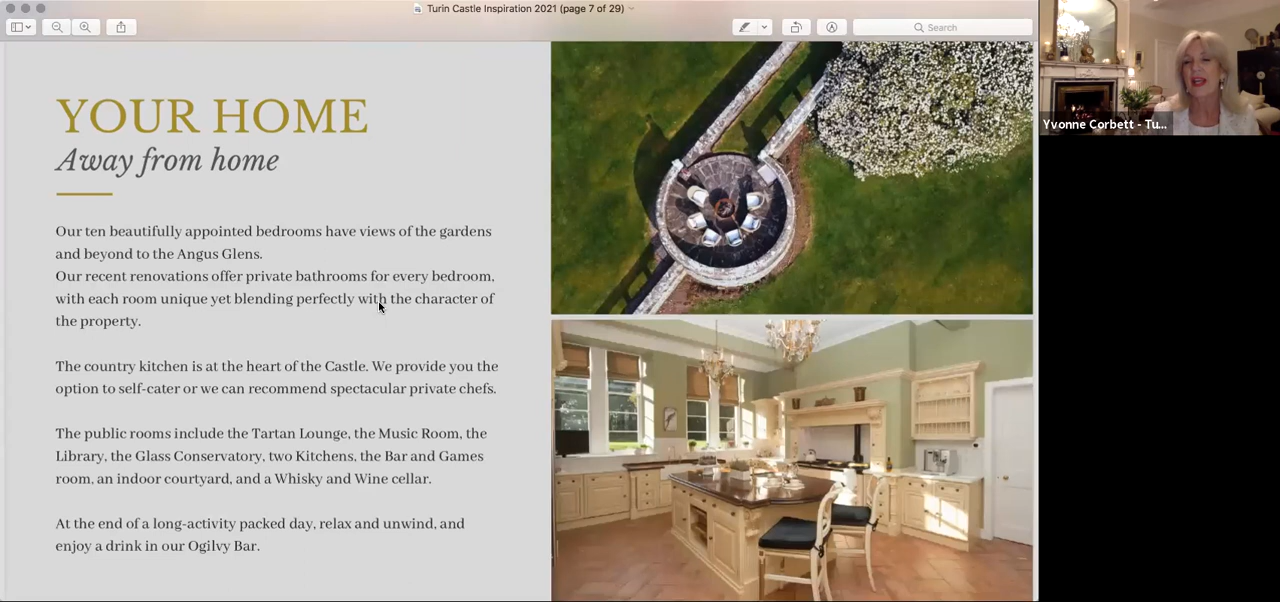 Turin Castle Inspiration 2021 (page 7 of 29)
Search
YOUR HOME
Away from home
Our ten beautifully appointed bedrooms have views of the gardens
and beyond to the Angus Glens.
Our recent renovations offer private bathrooms for every bedroom,
with each room unique yet blending perfectly with the character of
the property.
The country kitchen is at the heart of the Castle. We provide you the
option to self-cater or we can recommend spectacular private chefs.
The public rooms include the Tartan Lounge, the Music Room, the
Library, the Glass Conservatory, two Kitchens, the Bar and Games
room, an indoor courtyard, and a Whisky and Wine cellar.
At the end of a long-activity packed day, relax and unwind, and
enjoy a drink in our Ogilvy Bar.
Yvonne Corbett - Tu...